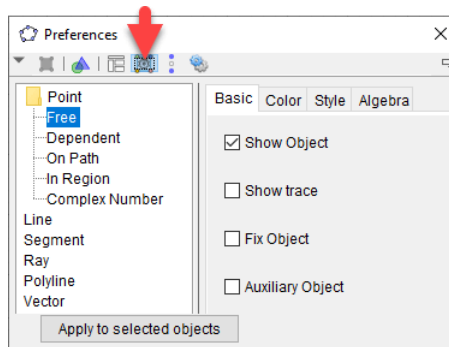 Preferences
Point
Free
Dependent
On Path
In Region
Complex Number
Line
Segment
Ray
Polyline
Vector
Apply to selected objects
Basic Color Style Algebra
Show Object
Show trace
Fix Object
Auxiliary Object